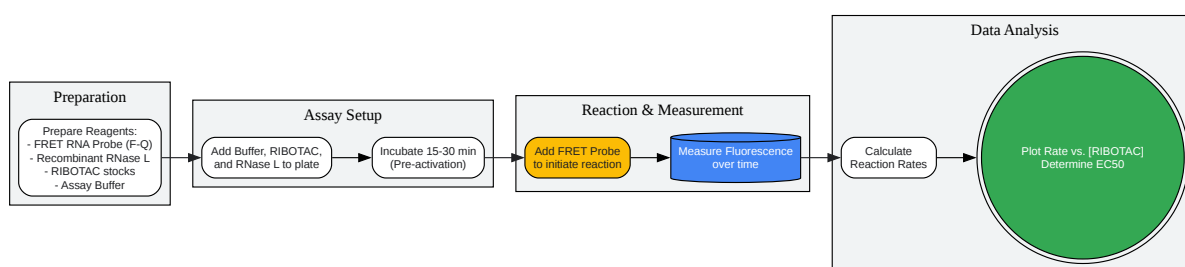 Preparation
Prepare Reagents:
- FRET RNA Probe (F-Q)
- Recombinant RNase L
- RIBOTAC stocks
- Assay Buffer
Assay Setup
Add Buffer, RIBOTAC,
and RNase L to plate
Incubate 15-30 min
(Pre-activation)
Reaction & Measurement
Add FRET Probe
to initiate reaction
Measure Fluorescence
over time
Data Analysis
Calculate
Reaction Rates
Plot Rate vs. [RIBOTAC]
Determine EC50